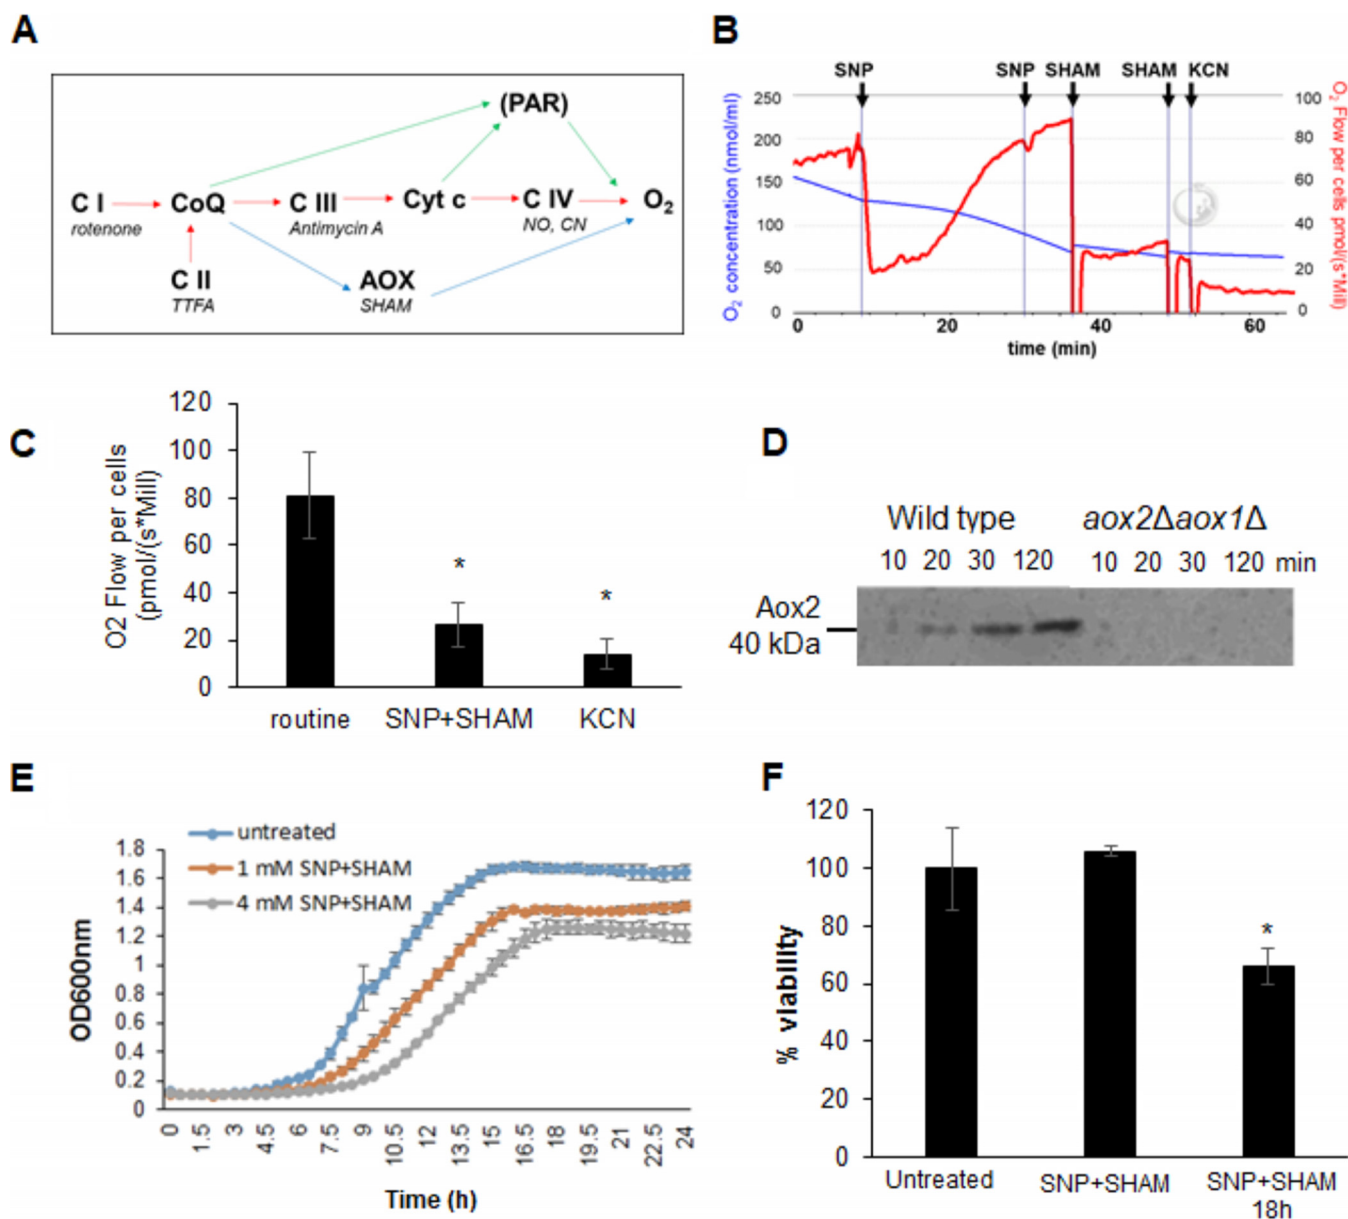 A
(PAR)
C I
CoQ
C III
Cyt c
C IV
O2
rotenone
Antimycin A
NO, CN
C II
AOX
TTFA
SHAM
B
SNP
SNP
SHAM
SHAM
KCN
O2 concentration (nmol/ml)
250
200
150
100
50
0
100
80
60
40
20
0
O2 Flow per cells pmol/(s*Mill)
0
20
40
60
time (min)
C
O2 Flow per cells
(pmol/(s*Mill)
120
100
80
60
40
20
0
*
*
routine
SNP+SHAM
KCN
D
Wild type
aox2Δaox1Δ
10 20 30 120 10 20 30 120 min
Aox2
40 kDa
E
untreated
1 mM SNP+SHAM
4 mM SNP+SHAM
OD600nm
1.8
1.6
1.4
1.2
1
0.8
0.6
0.4
0.2
0
0
1.5
3
4.5
6
7.5
9
10.5
12
13.5
15
16.5
18
19.5
21
22.5
24
Time (h)
F
% viability
120
100
80
60
40
20
0
*
Untreated
SNP+SHAM
SNP+SHAM
18h